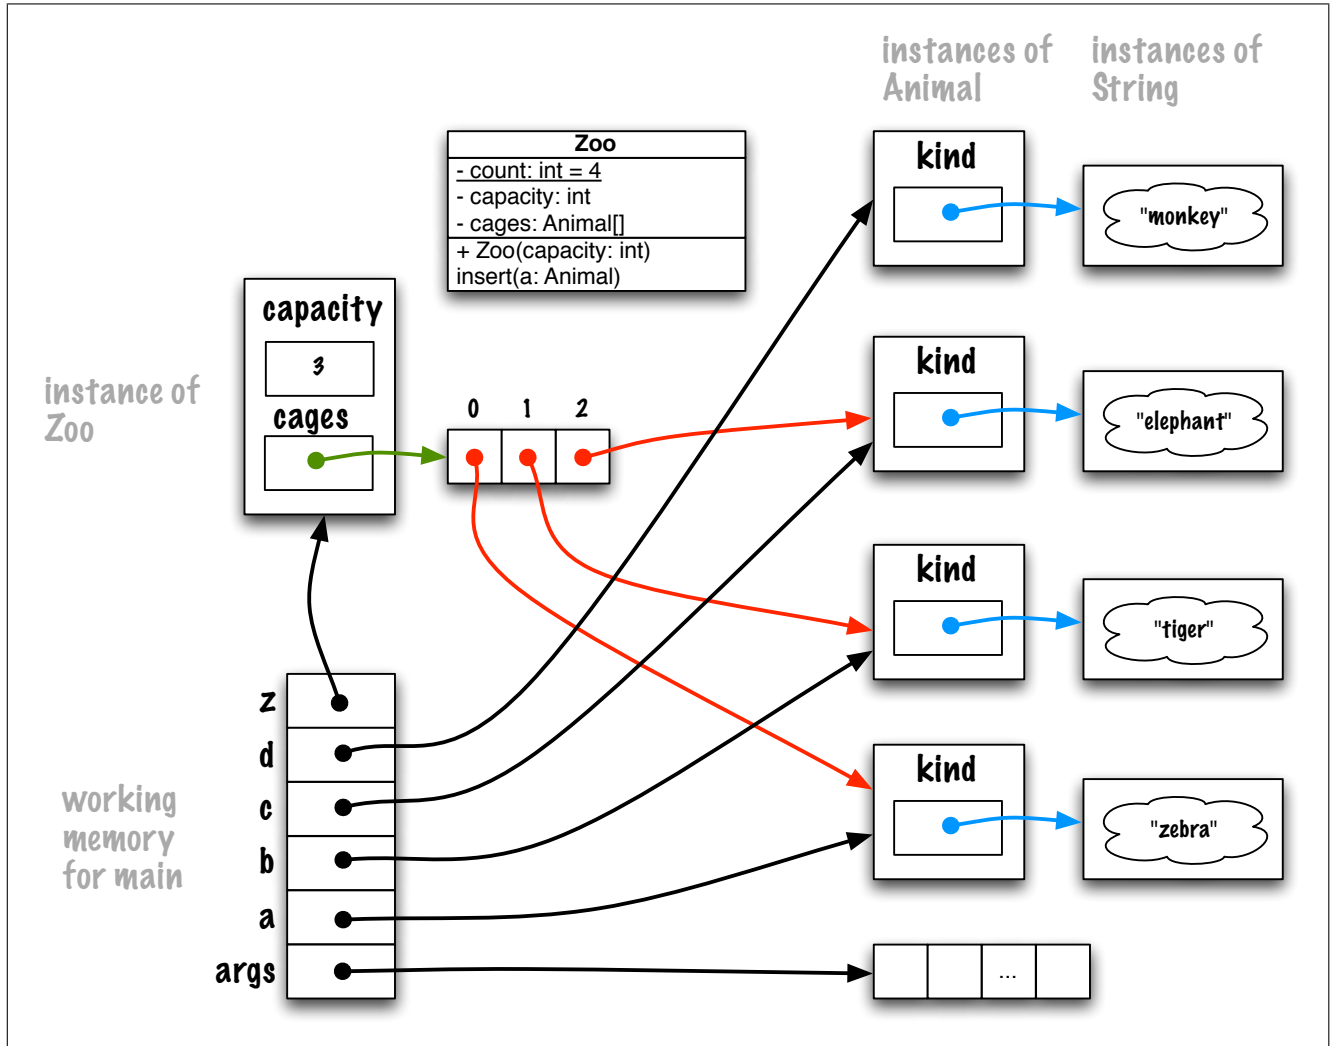 instances of
Animal
instances of
String
Zoo
- count: int = 4
- capacity: int
- cages: Animal[]
+ Zoo(capacity: int)
insert(a: Animal)
kind
"monkey"
capacity
3
cages
instance of
Zoo
0 1 2
kind
"elephant"
kind
"tiger"
z
d
c
b
a
args
working
memory
for main
kind
"zebra"
...